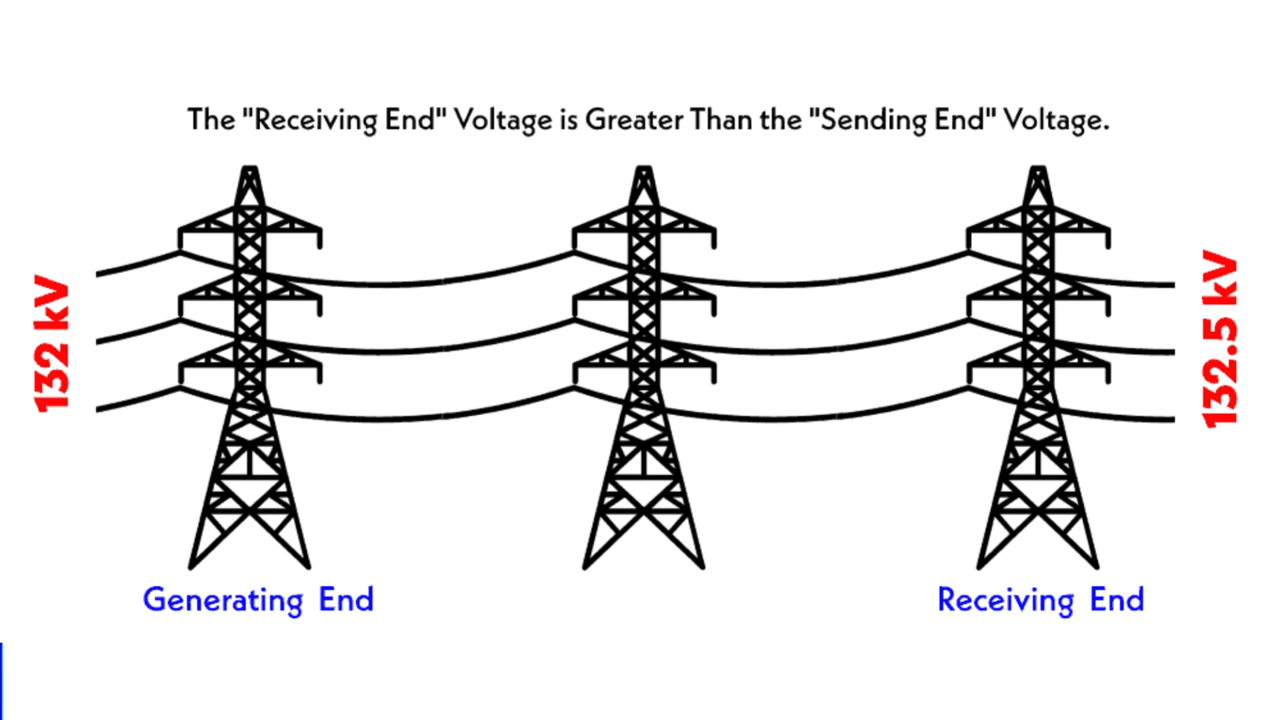 The "Receiving End" Voltage is Greater Than the "Sending End" Voltage.
132 kV
132.5 kV
Generating End
Receiving End